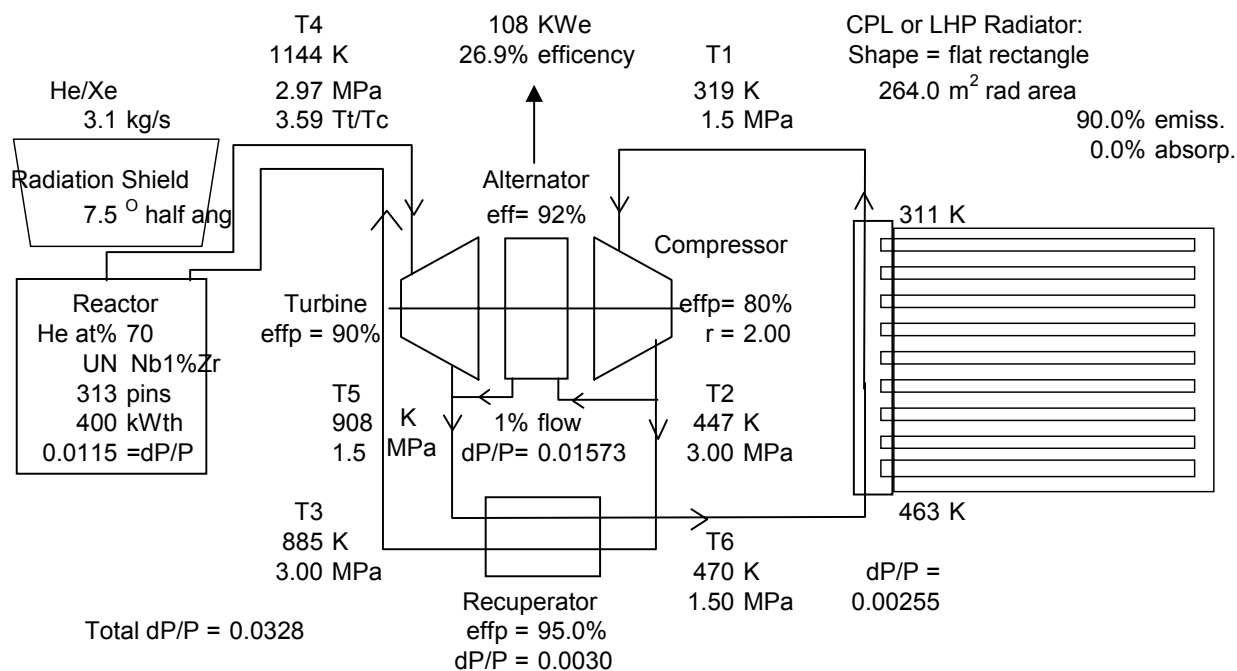 T4
1144 K
2.97 MPa
3.59 Tt/Tc
108 KWe
26.9% efficency
T1
319 K
1.5 MPa
CPL or LHP Radiator:
Shape = flat rectangle
264.0 m² rad area
90.0% emiss.
0.0% absorp.
He/Xe
3.1 kg/s
Radiation Shield
7.5 ᴼ half ang
Alternator
eff= 92%
Compressor
effp= 80%
r = 2.00
311 K
Reactor
He at% 70
UN Nb1%Zr
313 pins
400 kWth
0.0115 =dP/P
Turbine
effp = 90%
T5
908 K
1.5 MPa
1% flow
dP/P= 0.01573
T2
447 K
3.00 MPa
463 K
T3
885 K
3.00 MPa
T6
470 K
1.50 MPa
dP/P =
0.00255
Recuperator
effp = 95.0%
dP/P = 0.0030
Total dP/P = 0.0328